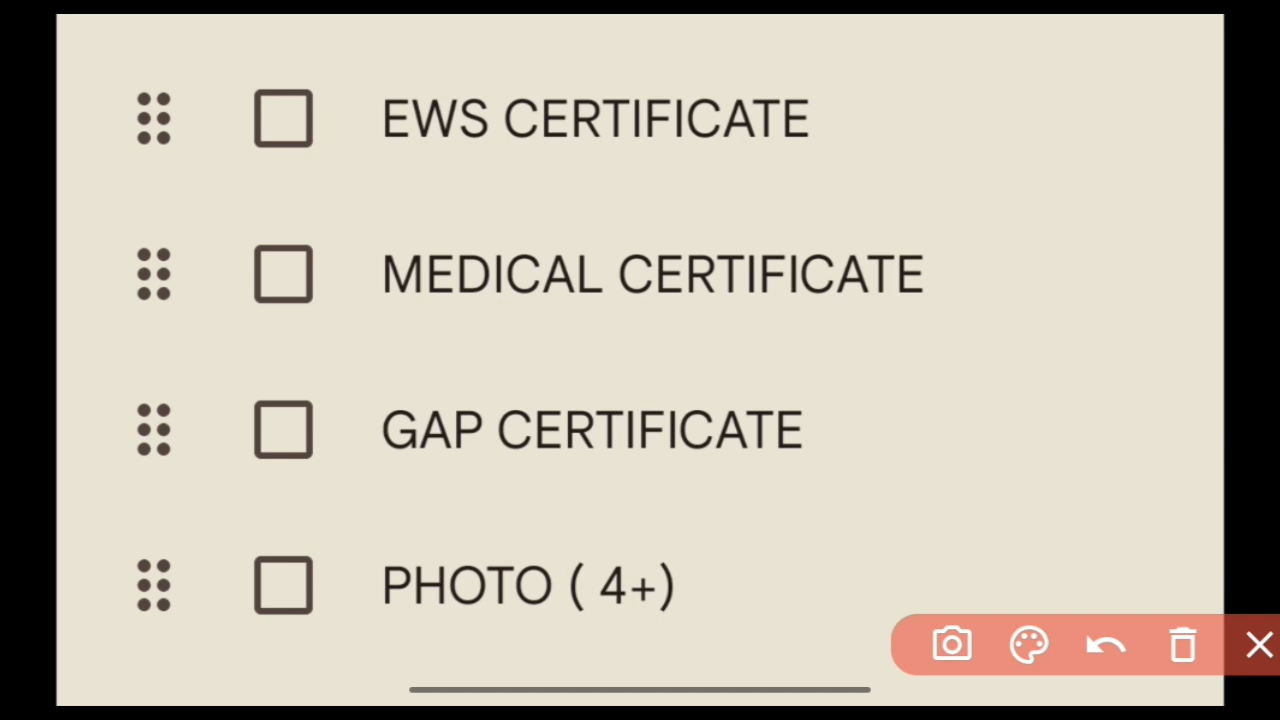 EWS CERTIFICATE
MEDICAL CERTIFICATE
GAP CERTIFICATE
PHOTO ( 4+)